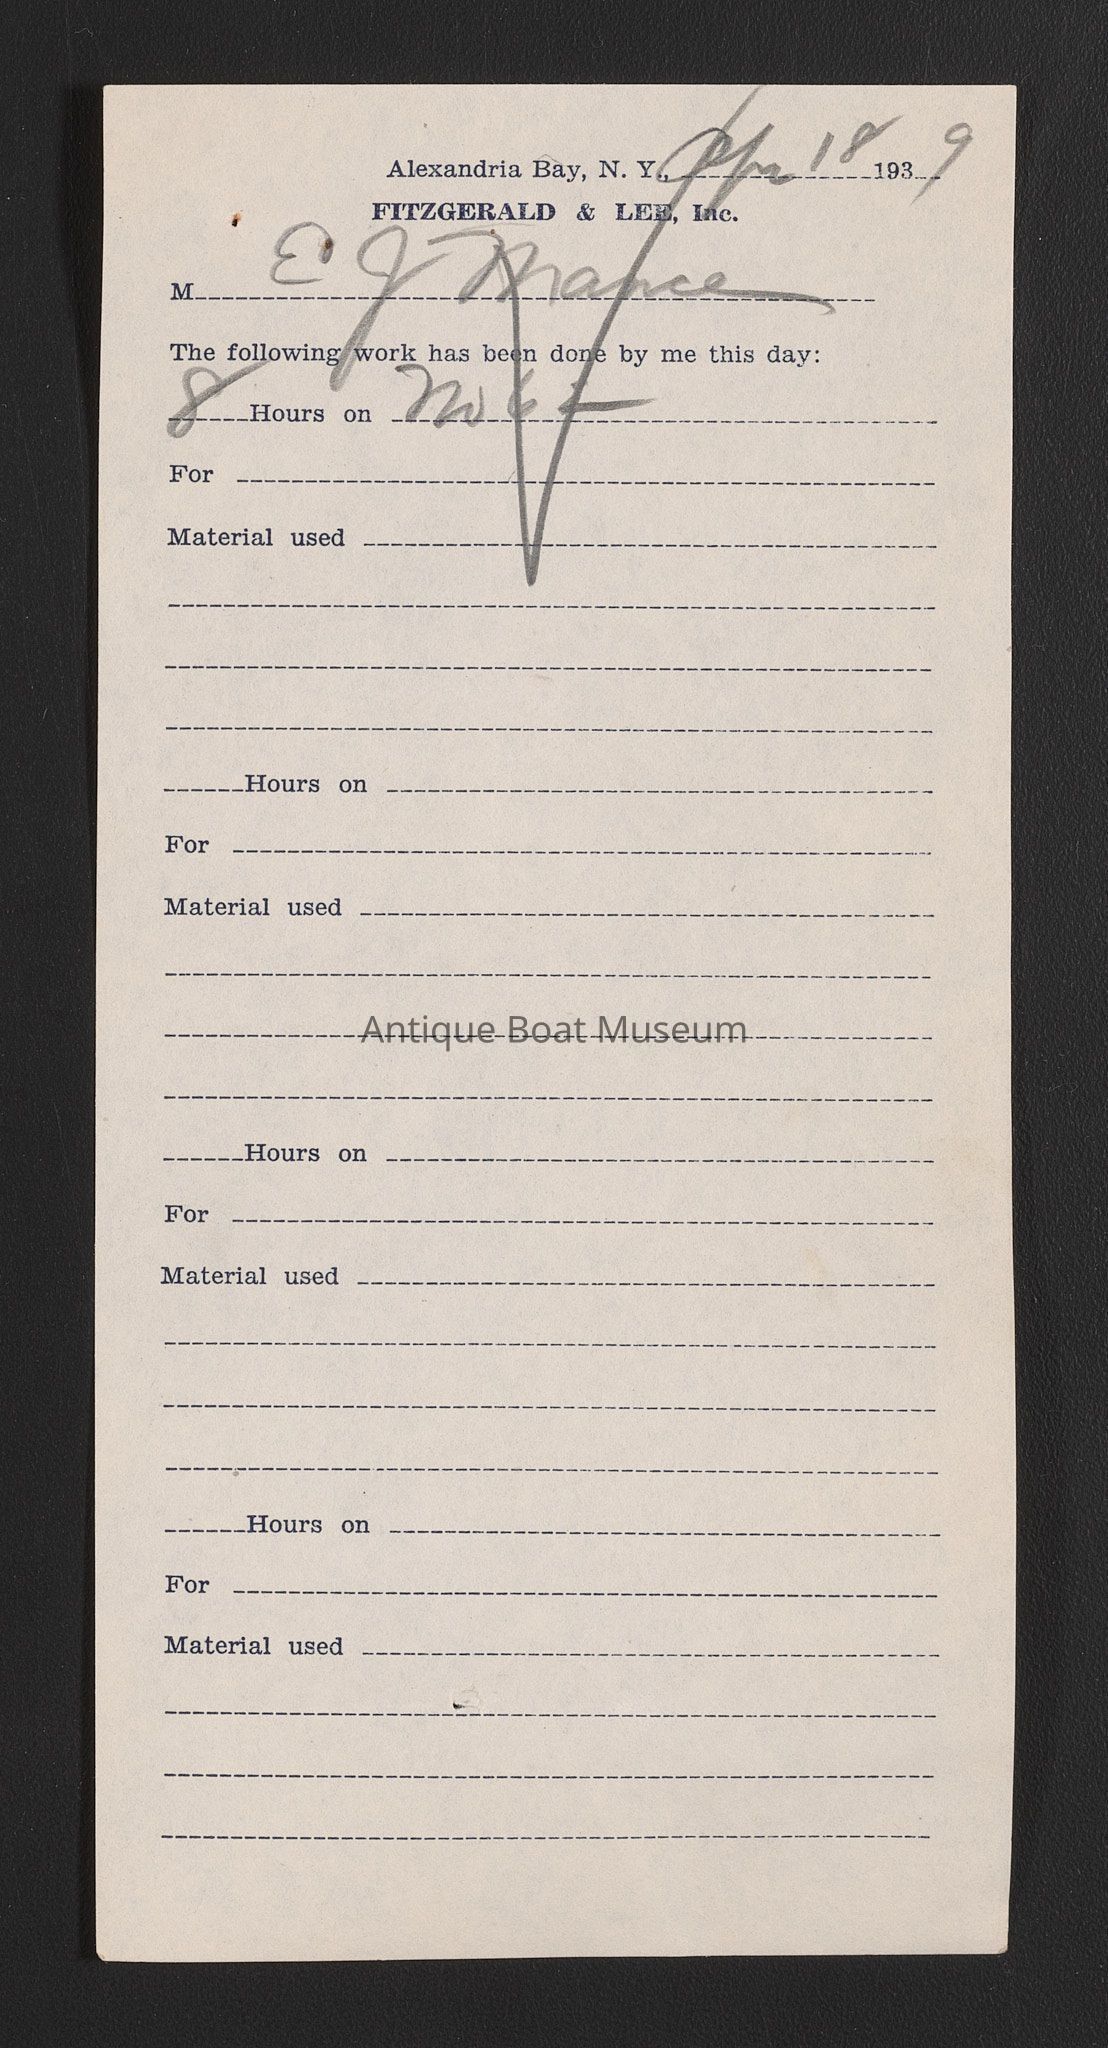 Alexandria Bay, N. Y., Apr 18 1939
FITZGERALD & LEE, Inc.
M E J
The following work has been done by me this day:
8 Hours on No 6
For
Material used
Hours on
For
Material used
Antique Boat Museum
Hours on
For
Material used
Hours on
For
Material used